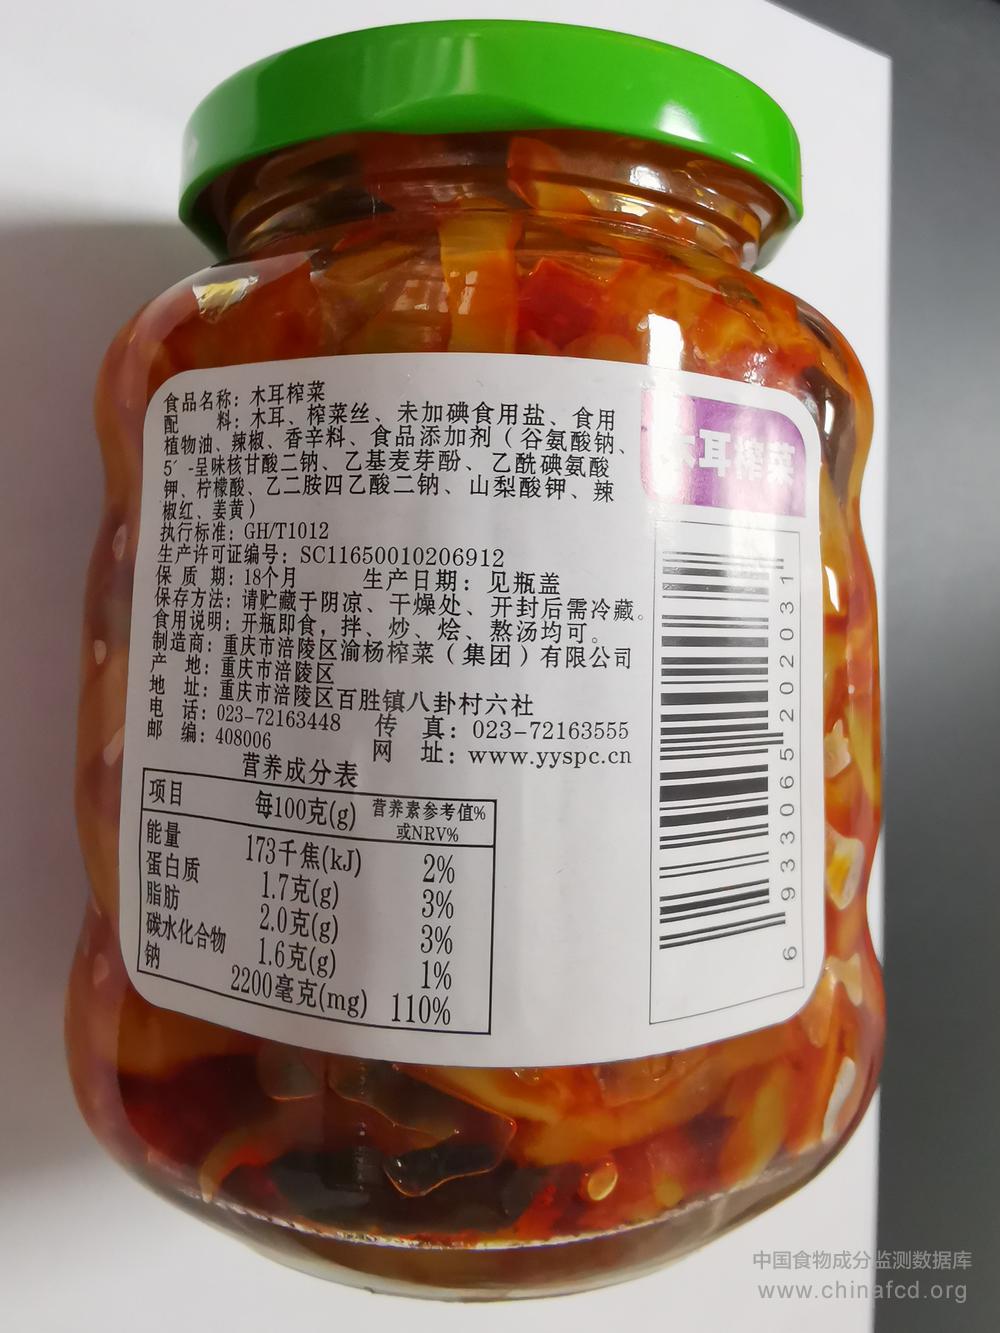 食品名称：木耳榨菜
配　料：木耳、榨菜丝、未加碘食用盐、食用
植物油、辣椒、香辛料、食品添加剂（谷氨酸钠、
5′-呈味核甘酸二钠、乙基麦芽酚、乙酰磺氨酸
钾、柠檬酸、乙二胺四乙酸二钠、山梨酸钾、辣
椒红、姜黄）
执行标准：GH/T1012
生产许可证编号：SC11650010206912
保 质 期：18个月　生产日期：见瓶盖
保存方法：请贮藏于阴凉、干燥处、开封后需冷藏。
食用说明：开瓶即食，拌、炒、烩、熬汤均可。
制造商：重庆市涪陵区渝杨榨菜（集团）有限公司
产　地：重庆市涪陵区
地　址：重庆市涪陵区百胜镇八卦村六社
电　话：023-72163448　传　真：023-72163555
邮　编：408006　网　址：www.yyspc.cn
营养成分表
项目　每100克(g)　营养素参考值%或NRV%
能量　173千焦(kJ)　2%
蛋白质　1.7克(g)　3%
脂肪　2.0克(g)　3%
碳水化合物　1.6克(g)　1%
钠　2200毫克(mg)　110%
木耳榨菜
6 933065 202031
中国食物成分监测数据库
www.chinafcd.org